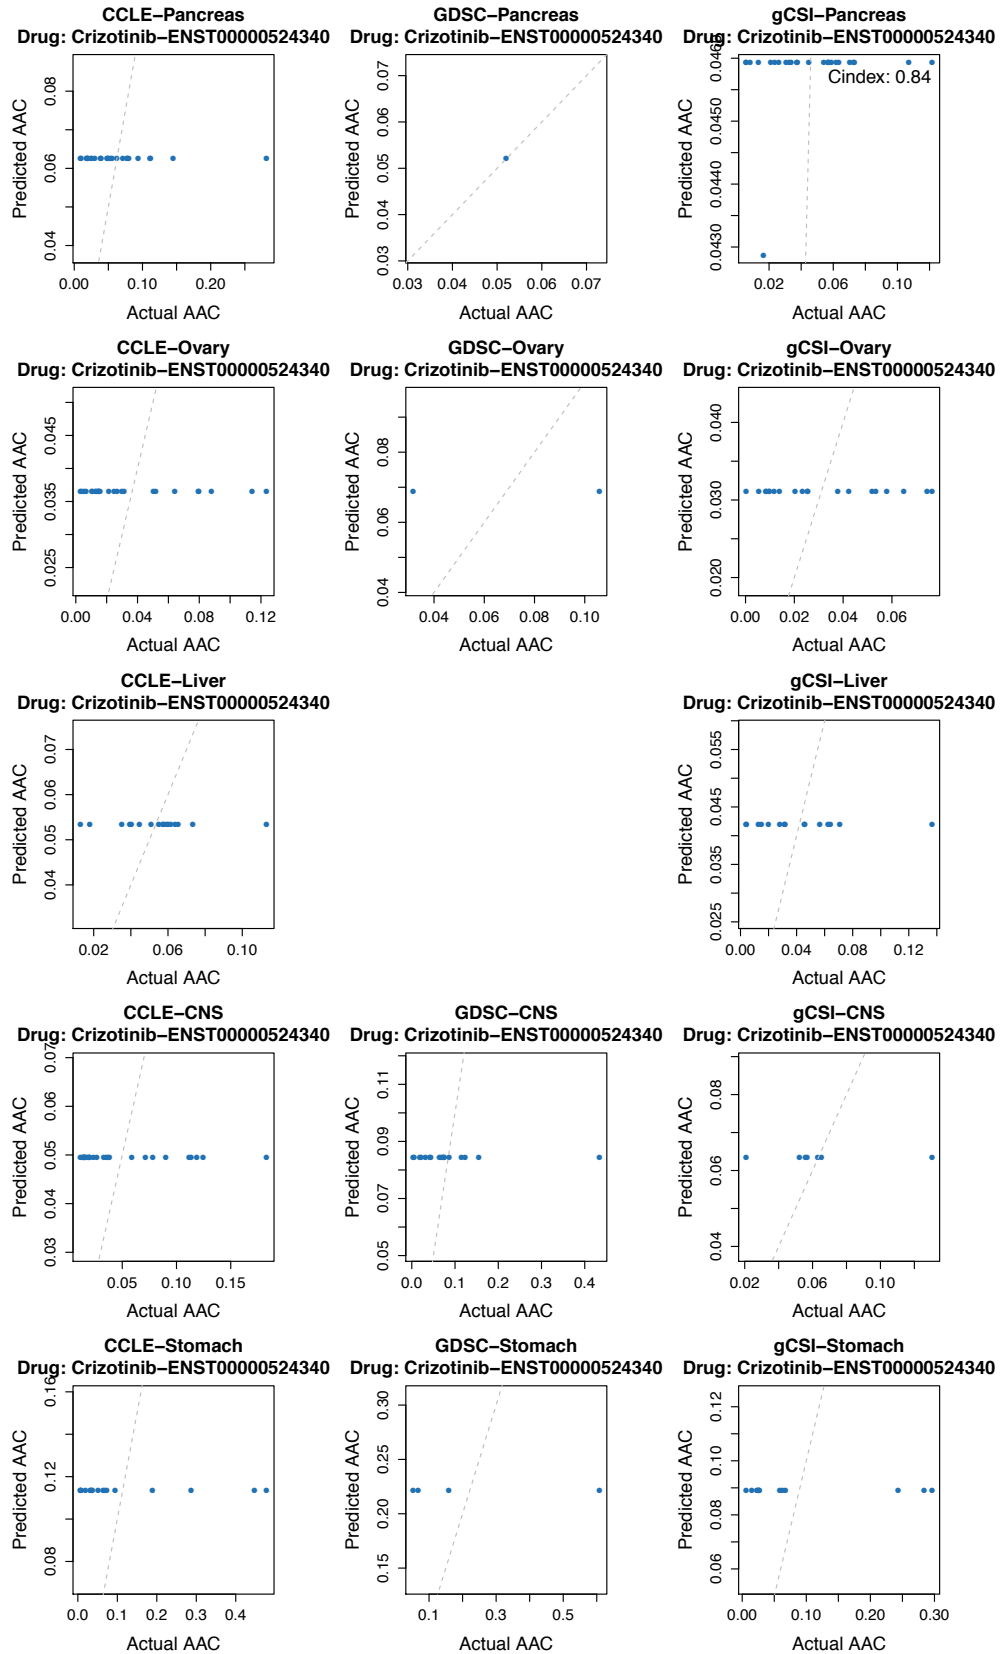 CCLE–Pancreas
Drug: Crizotinib–ENST00000524340
Predicted AAC
0.04 0.06 0.08
0.00 0.10 0.20
Actual AAC
GDSC–Pancreas
Drug: Crizotinib–ENST00000524340
Predicted AAC
0.03 0.04 0.05 0.06 0.07
0.03 0.04 0.05 0.06 0.07
Actual AAC
gCSI–Pancreas
Drug: Crizotinib–ENST00000524340
Cindex: 0.84
Predicted AAC
0.0430 0.0440 0.0450 0.0460
0.02 0.06 0.10
Actual AAC
CCLE–Ovary
Drug: Crizotinib–ENST00000524340
Predicted AAC
0.025 0.035 0.045
0.00 0.04 0.08 0.12
Actual AAC
GDSC–Ovary
Drug: Crizotinib–ENST00000524340
Predicted AAC
0.04 0.06 0.08
0.04 0.06 0.08 0.10
Actual AAC
gCSI–Ovary
Drug: Crizotinib–ENST00000524340
Predicted AAC
0.020 0.030 0.040
0.00 0.02 0.04 0.06
Actual AAC
CCLE–Liver
Drug: Crizotinib–ENST00000524340
Predicted AAC
0.04 0.05 0.06 0.07
0.02 0.06 0.10
Actual AAC
gCSI–Liver
Drug: Crizotinib–ENST00000524340
Predicted AAC
0.025 0.035 0.045 0.055
0.00 0.04 0.08 0.12
Actual AAC
CCLE–CNS
Drug: Crizotinib–ENST00000524340
Predicted AAC
0.03 0.04 0.05 0.06 0.07
0.05 0.10 0.15
Actual AAC
GDSC–CNS
Drug: Crizotinib–ENST00000524340
Predicted AAC
0.05 0.07 0.09 0.11
0.0 0.1 0.2 0.3 0.4
Actual AAC
gCSI–CNS
Drug: Crizotinib–ENST00000524340
Predicted AAC
0.04 0.06 0.08
0.02 0.06 0.10
Actual AAC
CCLE–Stomach
Drug: Crizotinib–ENST00000524340
Predicted AAC
0.08 0.12 0.16
0.0 0.1 0.2 0.3 0.4
Actual AAC
GDSC–Stomach
Drug: Crizotinib–ENST00000524340
Predicted AAC
0.15 0.20 0.25 0.30
0.1 0.3 0.5
Actual AAC
gCSI–Stomach
Drug: Crizotinib–ENST00000524340
Predicted AAC
0.06 0.08 0.10 0.12
0.00 0.10 0.20 0.30
Actual AAC